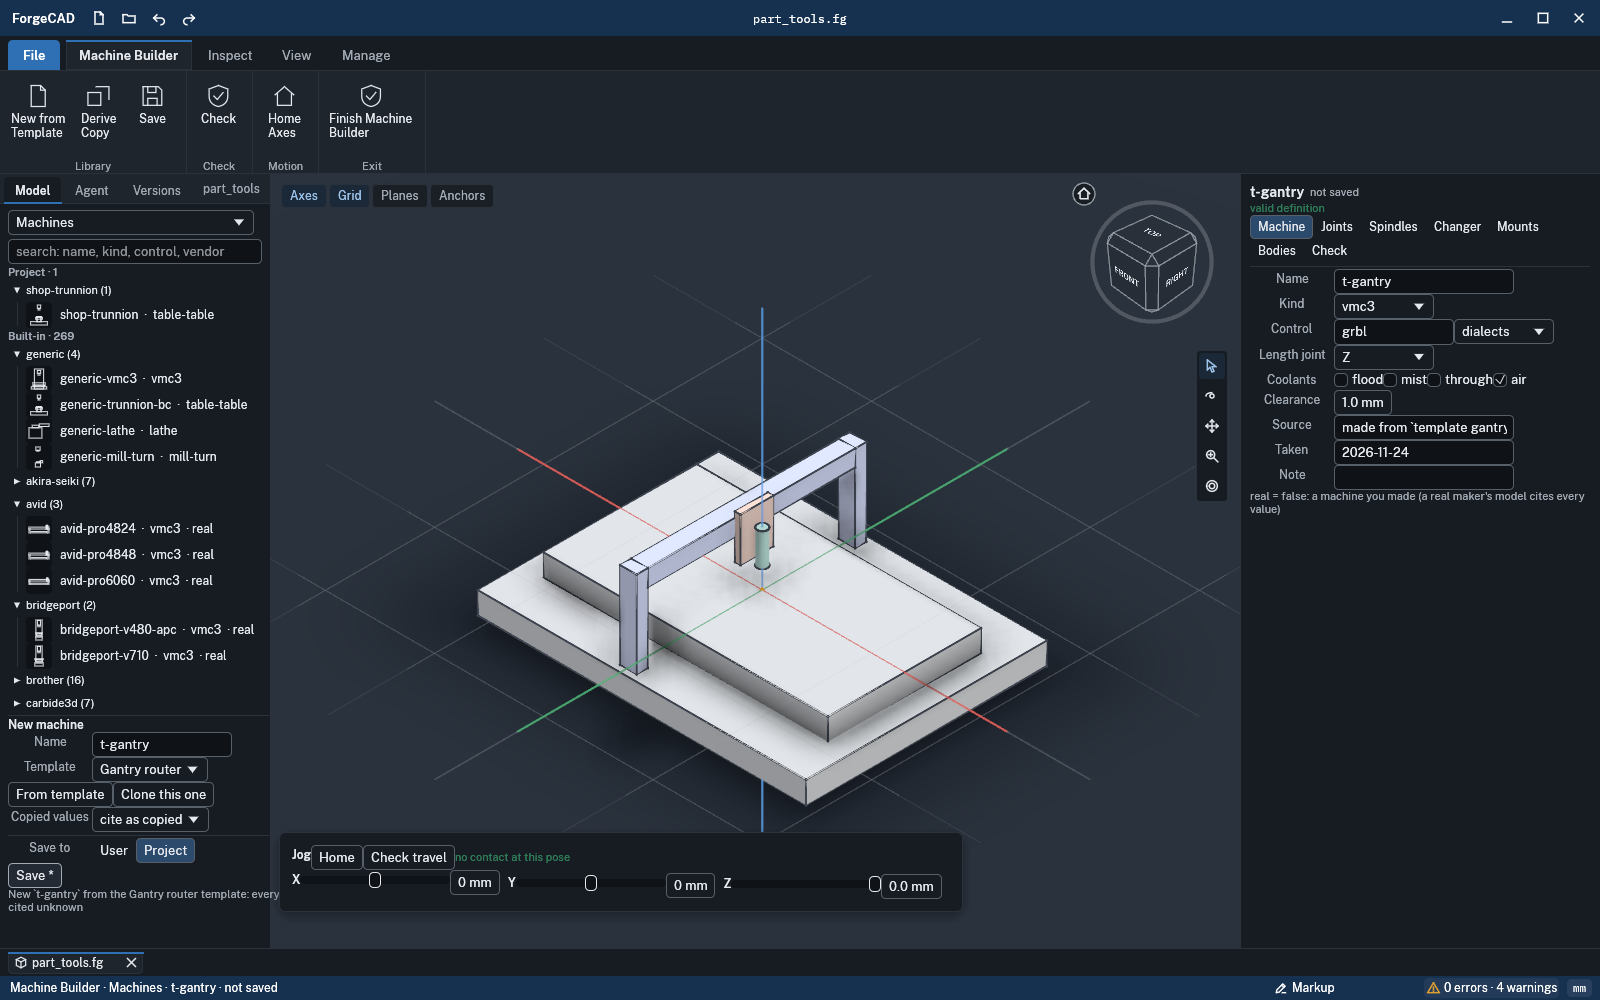 ForgeCAD
part_tools.fg
File
Machine Builder
Inspect
View
Manage
New from
Template
Derive
Copy
Save
Check
Home
Axes
Finish Machine
Builder
Library
Check
Motion
Exit
Model
Agent
Versions
part_tools
Machines
search: name, kind, control, vendor
Project · 1
shop-trunnion (1)
shop-trunnion · table-table
Built-in · 269
generic (4)
generic-vmc3 · vmc3
generic-trunnion-bc · table-table
generic-lathe · lathe
generic-mill-turn · mill-turn
akira-seiki (7)
avid (3)
avid-pro4824 · vmc3 · real
avid-pro4848 · vmc3 · real
avid-pro6060 · vmc3 · real
bridgeport (2)
bridgeport-v480-apc · vmc3 · real
bridgeport-v710 · vmc3 · real
brother (16)
carbide3d (7)
New machine
Name
t-gantry
Template
Gantry router
From template
Clone this one
Copied values
cite as copied
Save to
User
Project
Save *
New `t-gantry` from the Gantry router template: every
cited unknown
Axes
Grid
Planes
Anchors
TOP
FRONT
RIGHT
Jog
Home
Check travel
no contact at this pose
X
0 mm
Y
0 mm
Z
0.0 mm
t-gantry not saved
valid definition
Machine
Joints
Spindles
Changer
Mounts
Bodies
Check
Name
t-gantry
Kind
vmc3
Control
grbl
dialects
Length joint
Z
Coolants
flood
mist
through
air
Clearance
1.0 mm
Source
made from `template gantry
Taken
2026-11-24
Note
real = false: a machine you made (a real maker's model cites every
value)
part_tools.fg
Machine Builder · Machines · t-gantry · not saved
Markup
0 errors · 4 warnings
mm